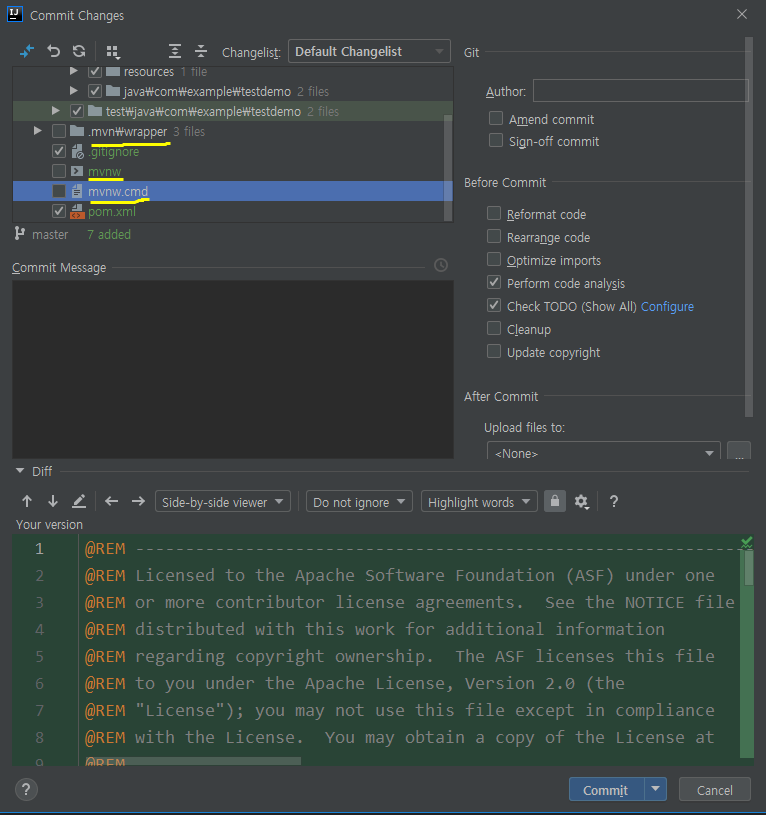 Commit Changes
Changelist: Default Changelist
Git
resources 1 file
java₩com₩example₩testdemo 2 files
test₩java₩com₩example₩testdemo 2 files
.mvn₩wrapper 3 files
.gitignore
mvnw
mvnw.cmd
pom.xml
master 7 added
Author:
Amend commit
Sign-off commit
Before Commit
Reformat code
Rearrange code
Optimize imports
Perform code analysis
Check TODO (Show All) Configure
Cleanup
Update copyright
After Commit
Upload files to:
<None>
...
Commit Message
Diff
Side-by-side viewer
Do not ignore
Highlight words
?
Your version
1 @REM ----------------------------------------------------------------
2 @REM Licensed to the Apache Software Foundation (ASF) under one
3 @REM or more contributor license agreements.  See the NOTICE file
4 @REM distributed with this work for additional information
5 @REM regarding copyright ownership.  The ASF licenses this file
6 @REM to you under the Apache License, Version 2.0 (the
7 @REM "License"); you may not use this file except in compliance
8 @REM with the License.  You may obtain a copy of the License at
9 @REM
?
Commit
Cancel